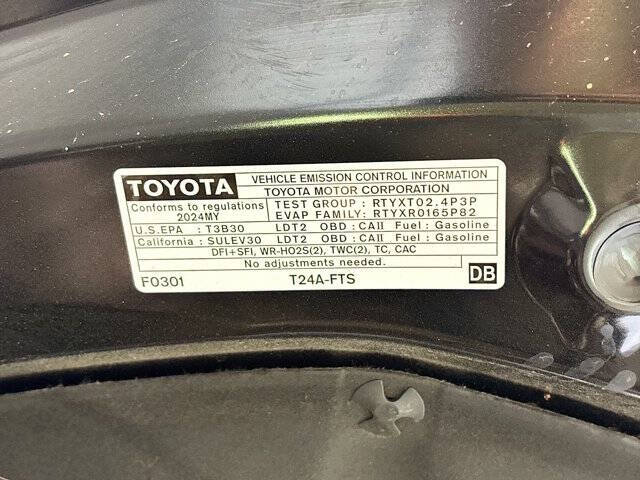 TOYOTA
VEHICLE EMISSION CONTROL INFORMATION
TOYOTA MOTOR CORPORATION
Conforms to regulations
2024MY
TEST GROUP : RTYXT02.4P3P
EVAP FAMILY: RTYXR0165P82
U.S.EPA : T3B30 LDT2 OBD : CAII Fuel : Gasoline
California : SULEV30 LDT2 OBD : CAII Fuel : Gasoline
DFI+SFI, WR-HO2S(2), TWC(2), TC, CAC
No adjustments needed.
F0301 T24A-FTS DB